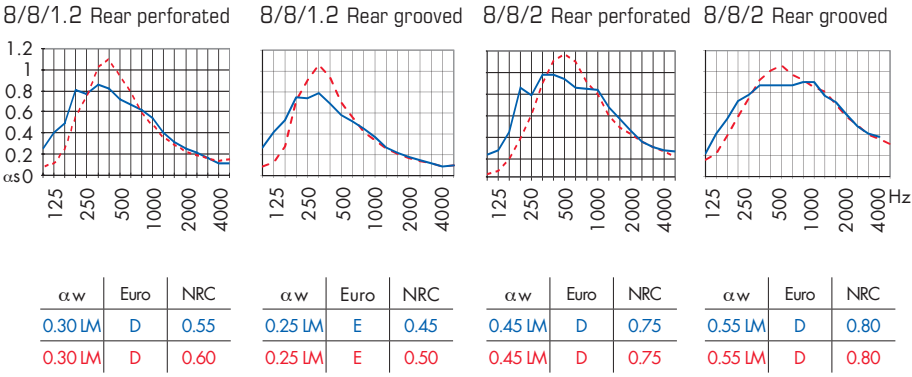 8/8/1.2 Rear perforated 8/8/1.2 Rear grooved 8/8/2 Rear perforated 8/8/2 Rear grooved
1.2
1
0.8
0.6
0.4
0.2
αs 0
125 250 500 1000 2000 4000 125 250 500 1000 2000 4000 125 250 500 1000 2000 4000 125 250 500 1000 2000 4000 Hz
αw Euro NRC αw Euro NRC αw Euro NRC αw Euro NRC
0.30 LM D 0.55 0.25 LM E 0.45 0.45 LM D 0.75 0.55 LM D 0.80
0.30 LM D 0.60 0.25 LM E 0.50 0.45 LM D 0.75 0.55 LM D 0.80